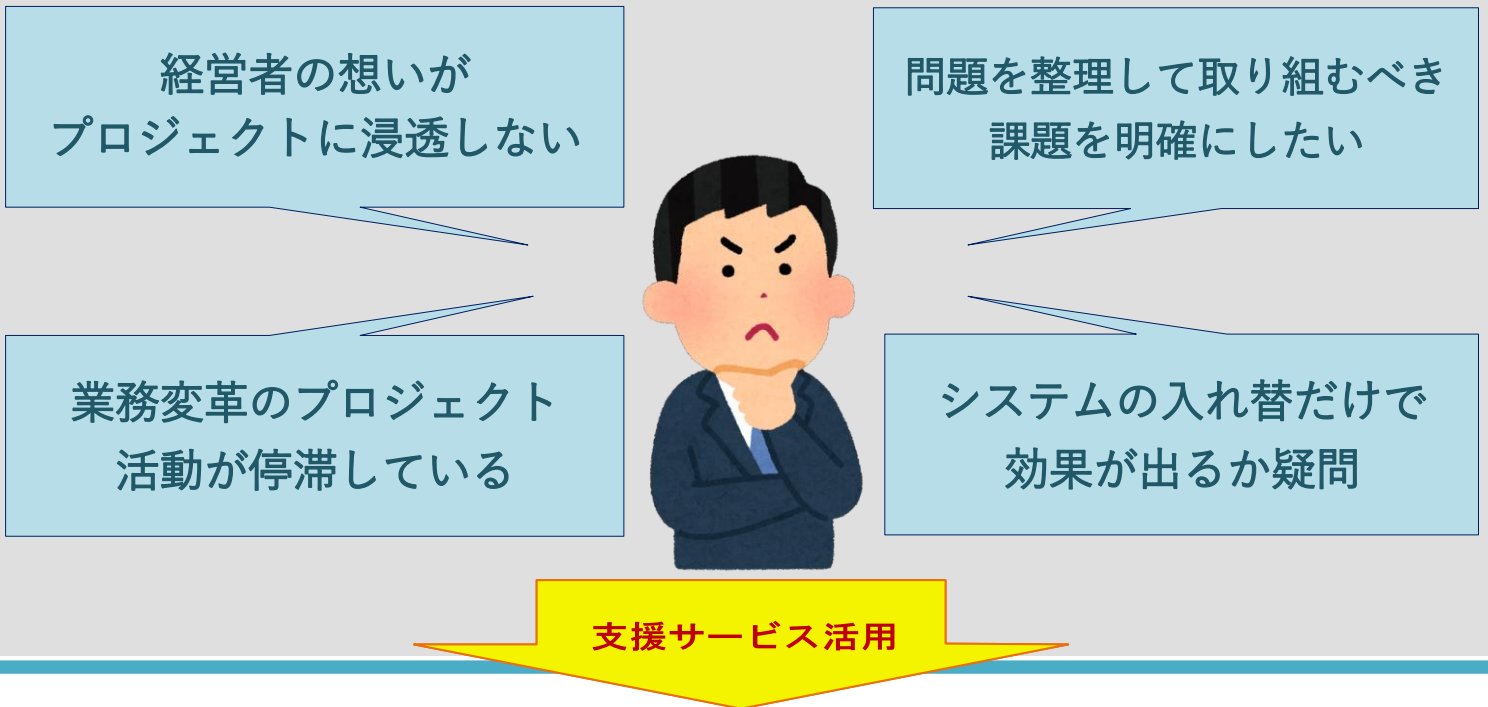 経営者の想いが
プロジェクトに浸透しない
問題を整理して取り組むべき
課題を明確にしたい
業務変革のプロジェクト
活動が停滞している
システムの入れ替だけで
効果が出るか疑問
支援サービス活用